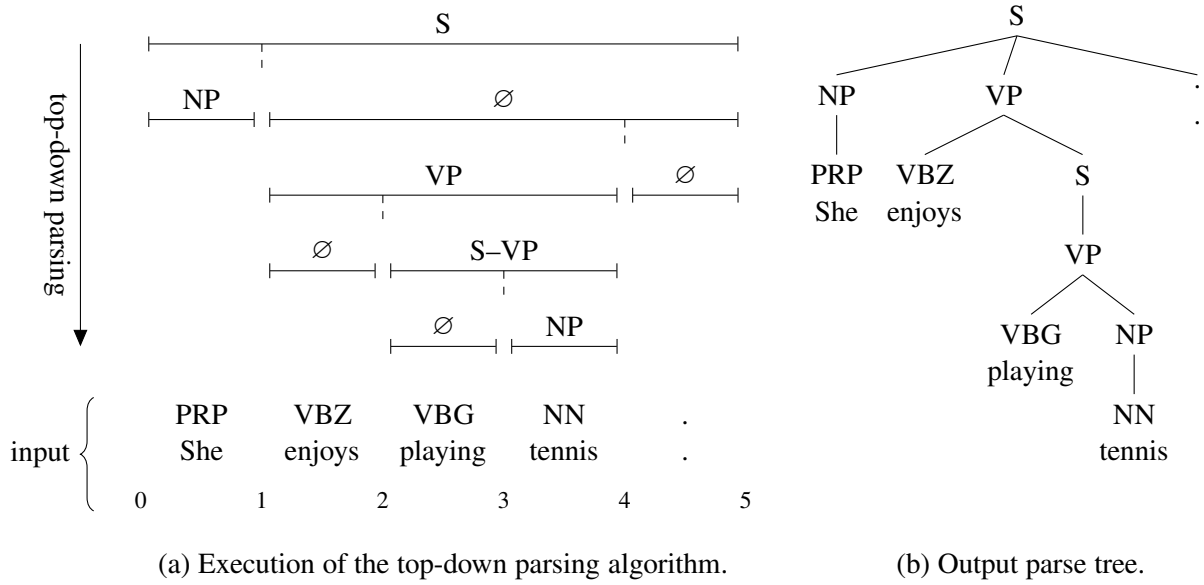 S
NP ∅
VP ∅
∅ S–VP
∅ NP
top-down parsing
input
PRP VBZ VBG NN .
She enjoys playing tennis .
0 1 2 3 4 5
(a) Execution of the top-down parsing algorithm.
S
NP VP .
.
PRP VBZ S
She enjoys
VP
VBG NP
playing
NN
tennis
(b) Output parse tree.